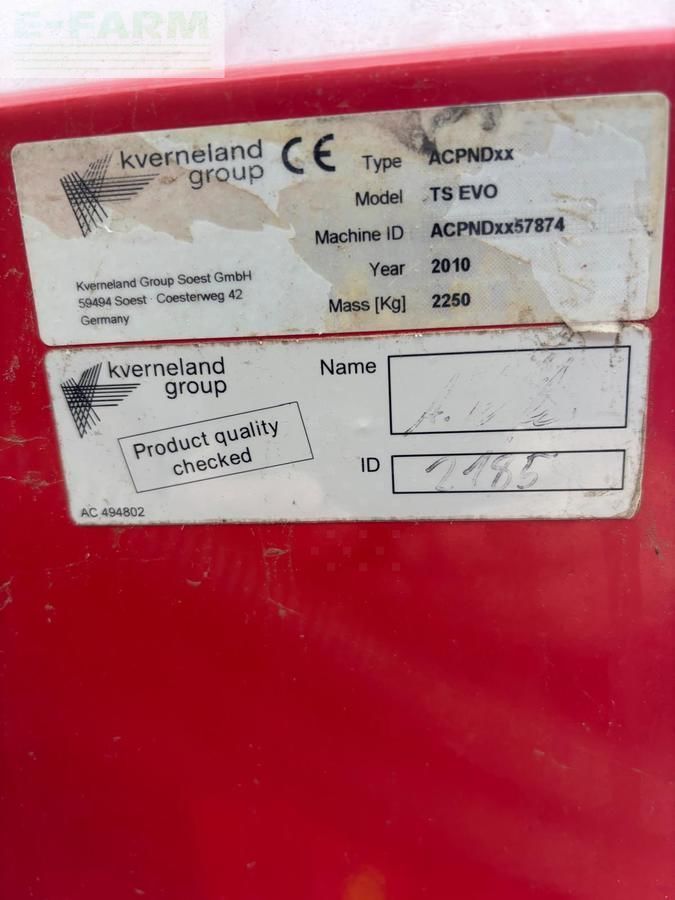 E-FARM
kverneland
group
CE
Type ACPNDxx
Model TS EVO
Machine ID ACPNDxx57874
Year 2010
Mass [Kg] 2250
Kverneland Group Soest GmbH
59494 Soest · Coesterweg 42
Germany
kverneland
group
Product quality
checked
AC 494802
Name
ID 2185